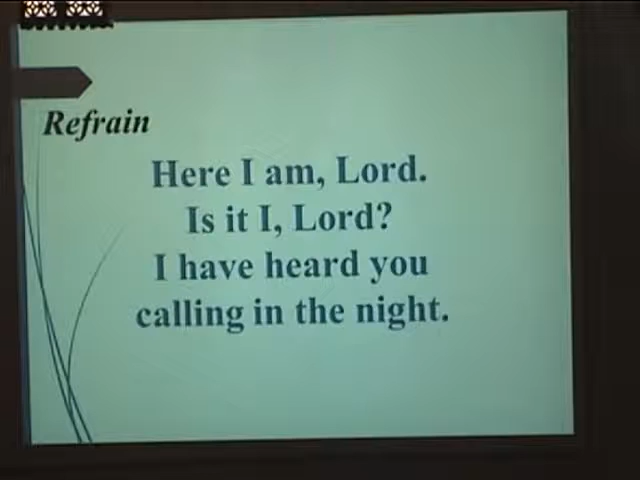 Refrain
Here I am, Lord.
Is it I, Lord?
I have heard you
calling in the night.